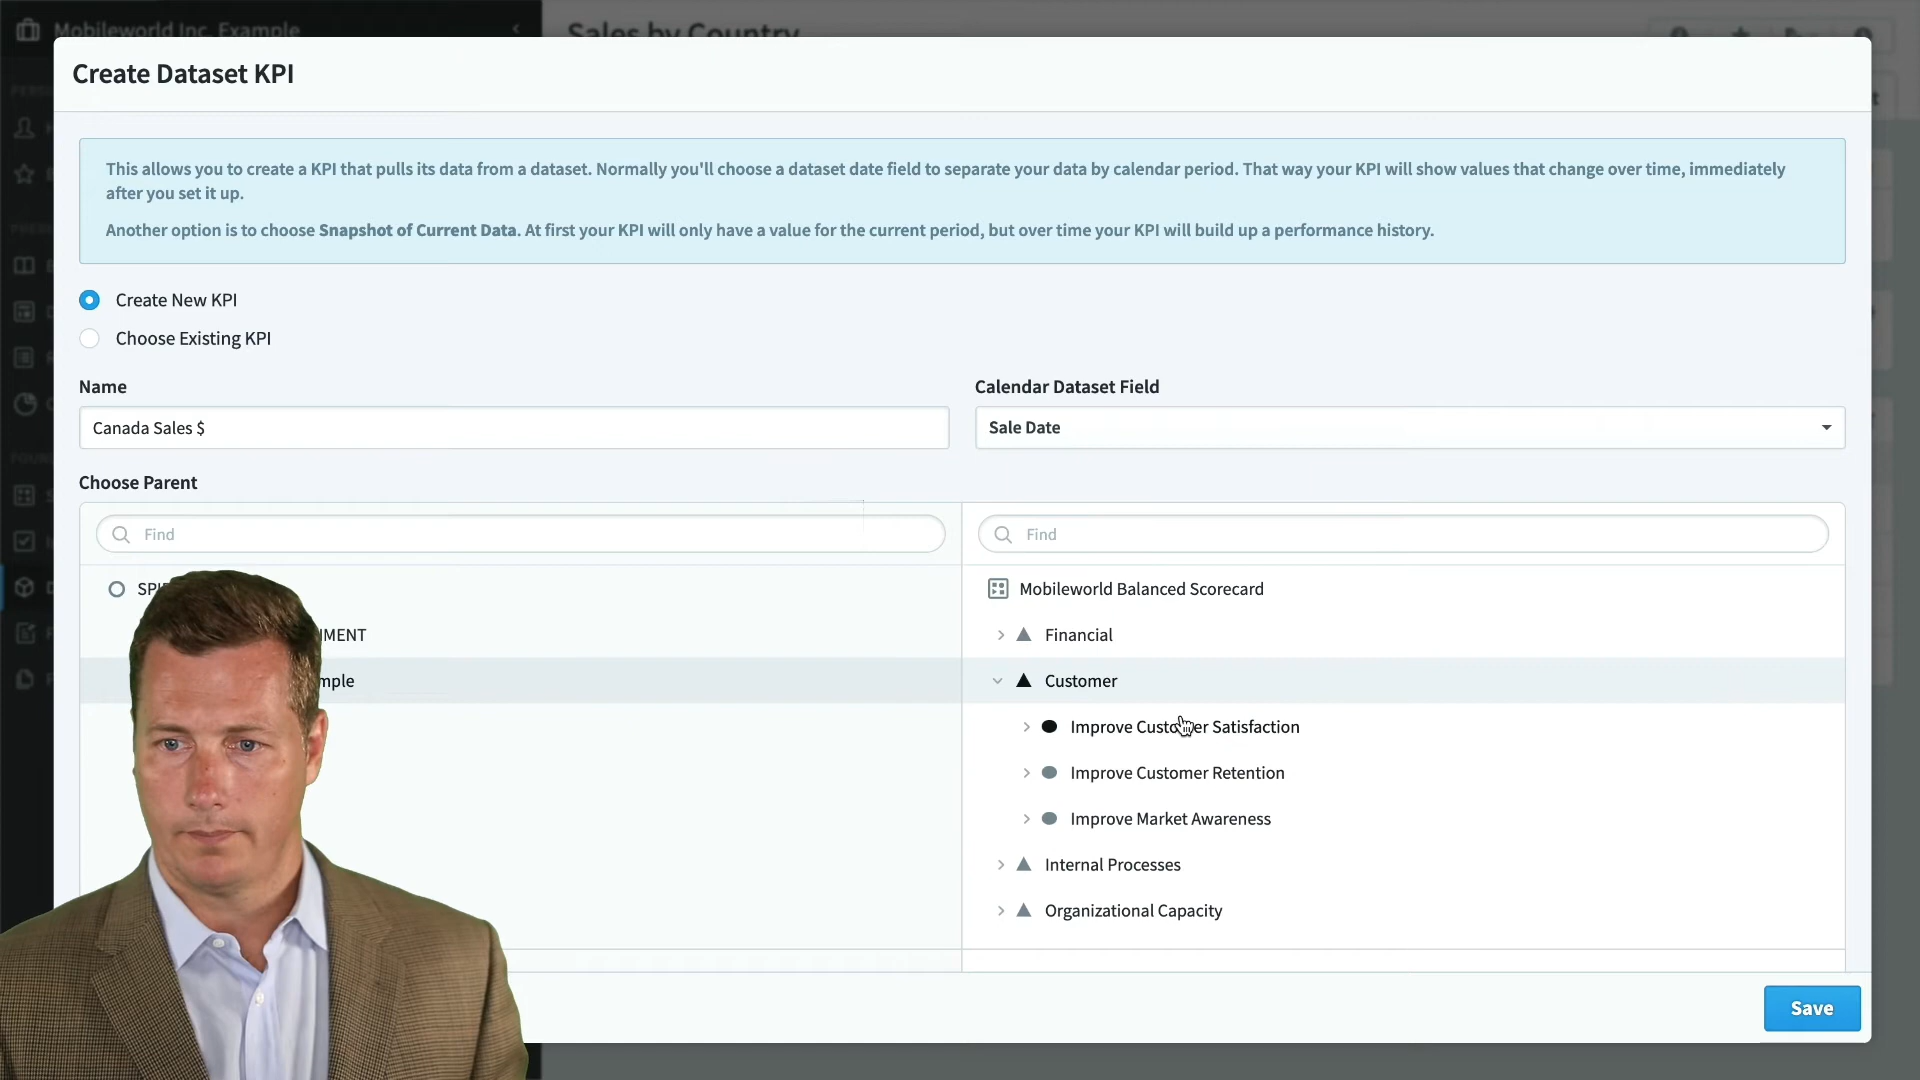 Mobileworld Inc. Example
Sales by Country
Create Dataset KPI
This allows you to create a KPI that pulls its data from a dataset. Normally you'll choose a dataset date field to separate your data by calendar period. That way your KPI will show values that change over time, immediately
after you set it up.
Another option is to choose Snapshot of Current Data. At first your KPI will only have a value for the current period, but over time your KPI will build up a performance history.
Create New KPI
Choose Existing KPI
Name
Calendar Dataset Field
Canada Sales $
Sale Date
Choose Parent
Find
Find
Mobileworld Balanced Scorecard
Financial
Customer
Improve Customer Satisfaction
Improve Customer Retention
Improve Market Awareness
Internal Processes
Organizational Capacity
Save